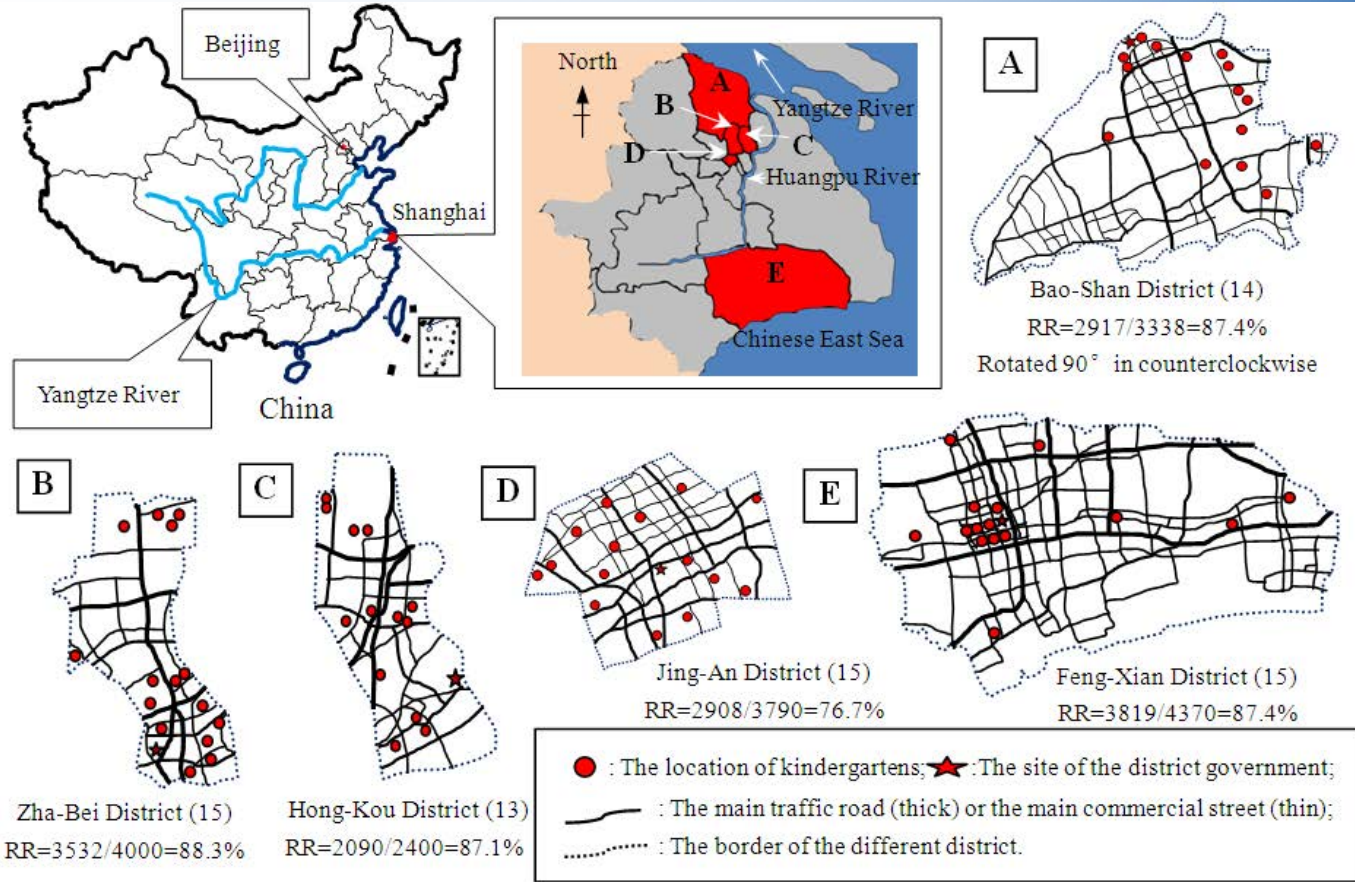 Beijing
Shanghai
Yangtze River
China
North
A
B
C
D
E
Yangtze River
Huangpu River
Chinese East Sea
A
Bao-Shan District (14)
RR=2917/3338=87.4%
Rotated 90° in counterclockwise
B
Zha-Bei District (15)
RR=3532/4000=88.3%
C
Hong-Kou District (13)
RR=2090/2400=87.1%
D
Jing-An District (15)
RR=2908/3790=76.7%
E
Feng-Xian District (15)
RR=3819/4370=87.4%
: The location of kindergartens; :The site of the district government;
: The main traffic road (thick) or the main commercial street (thin);
: The border of the different district.